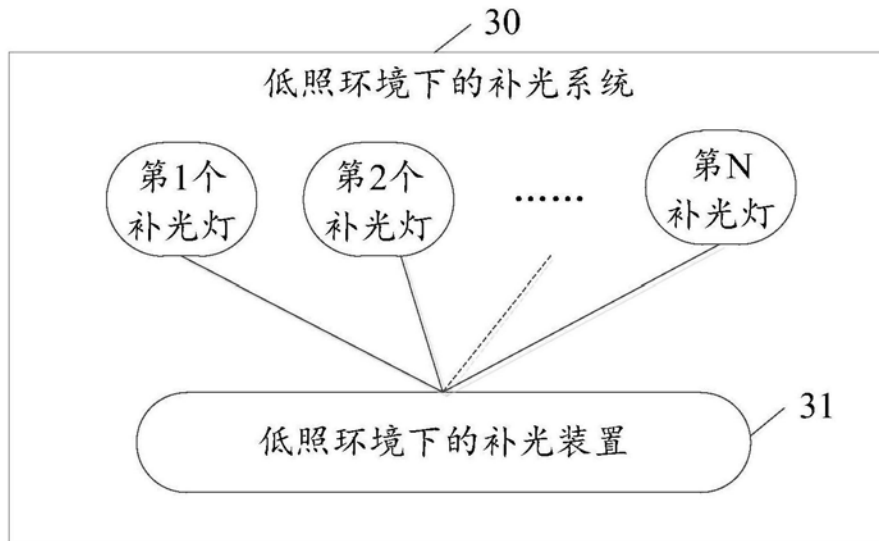 30
低照环境下的补光系统
第1个
补光灯
第2个
补光灯
……
第N
补光灯
31
低照环境下的补光装置